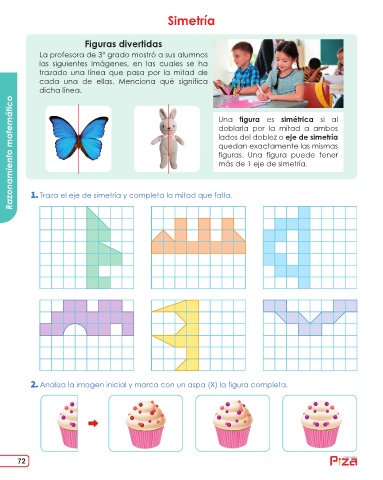 Simetría
Figuras divertidas
La profesora de 3° grado mostró a sus alumnos
las siguientes imágenes, en las cuales se ha
trazado una línea que pasa por la mitad de
cada una de ellas. Menciona qué significa
dicha línea.
Una figura es simétrica si al
doblarla por la mitad a ambos
lados del doblez o eje de simetría
quedan exactamente las mismas
figuras. Una figura puede tener
más de 1 eje de simetría.
Razonamiento matemático
1. Traza el eje de simetría y completa la mitad que falta.
2. Analiza la imagen inicial y marca con un aspa (X) la figura completa.
72